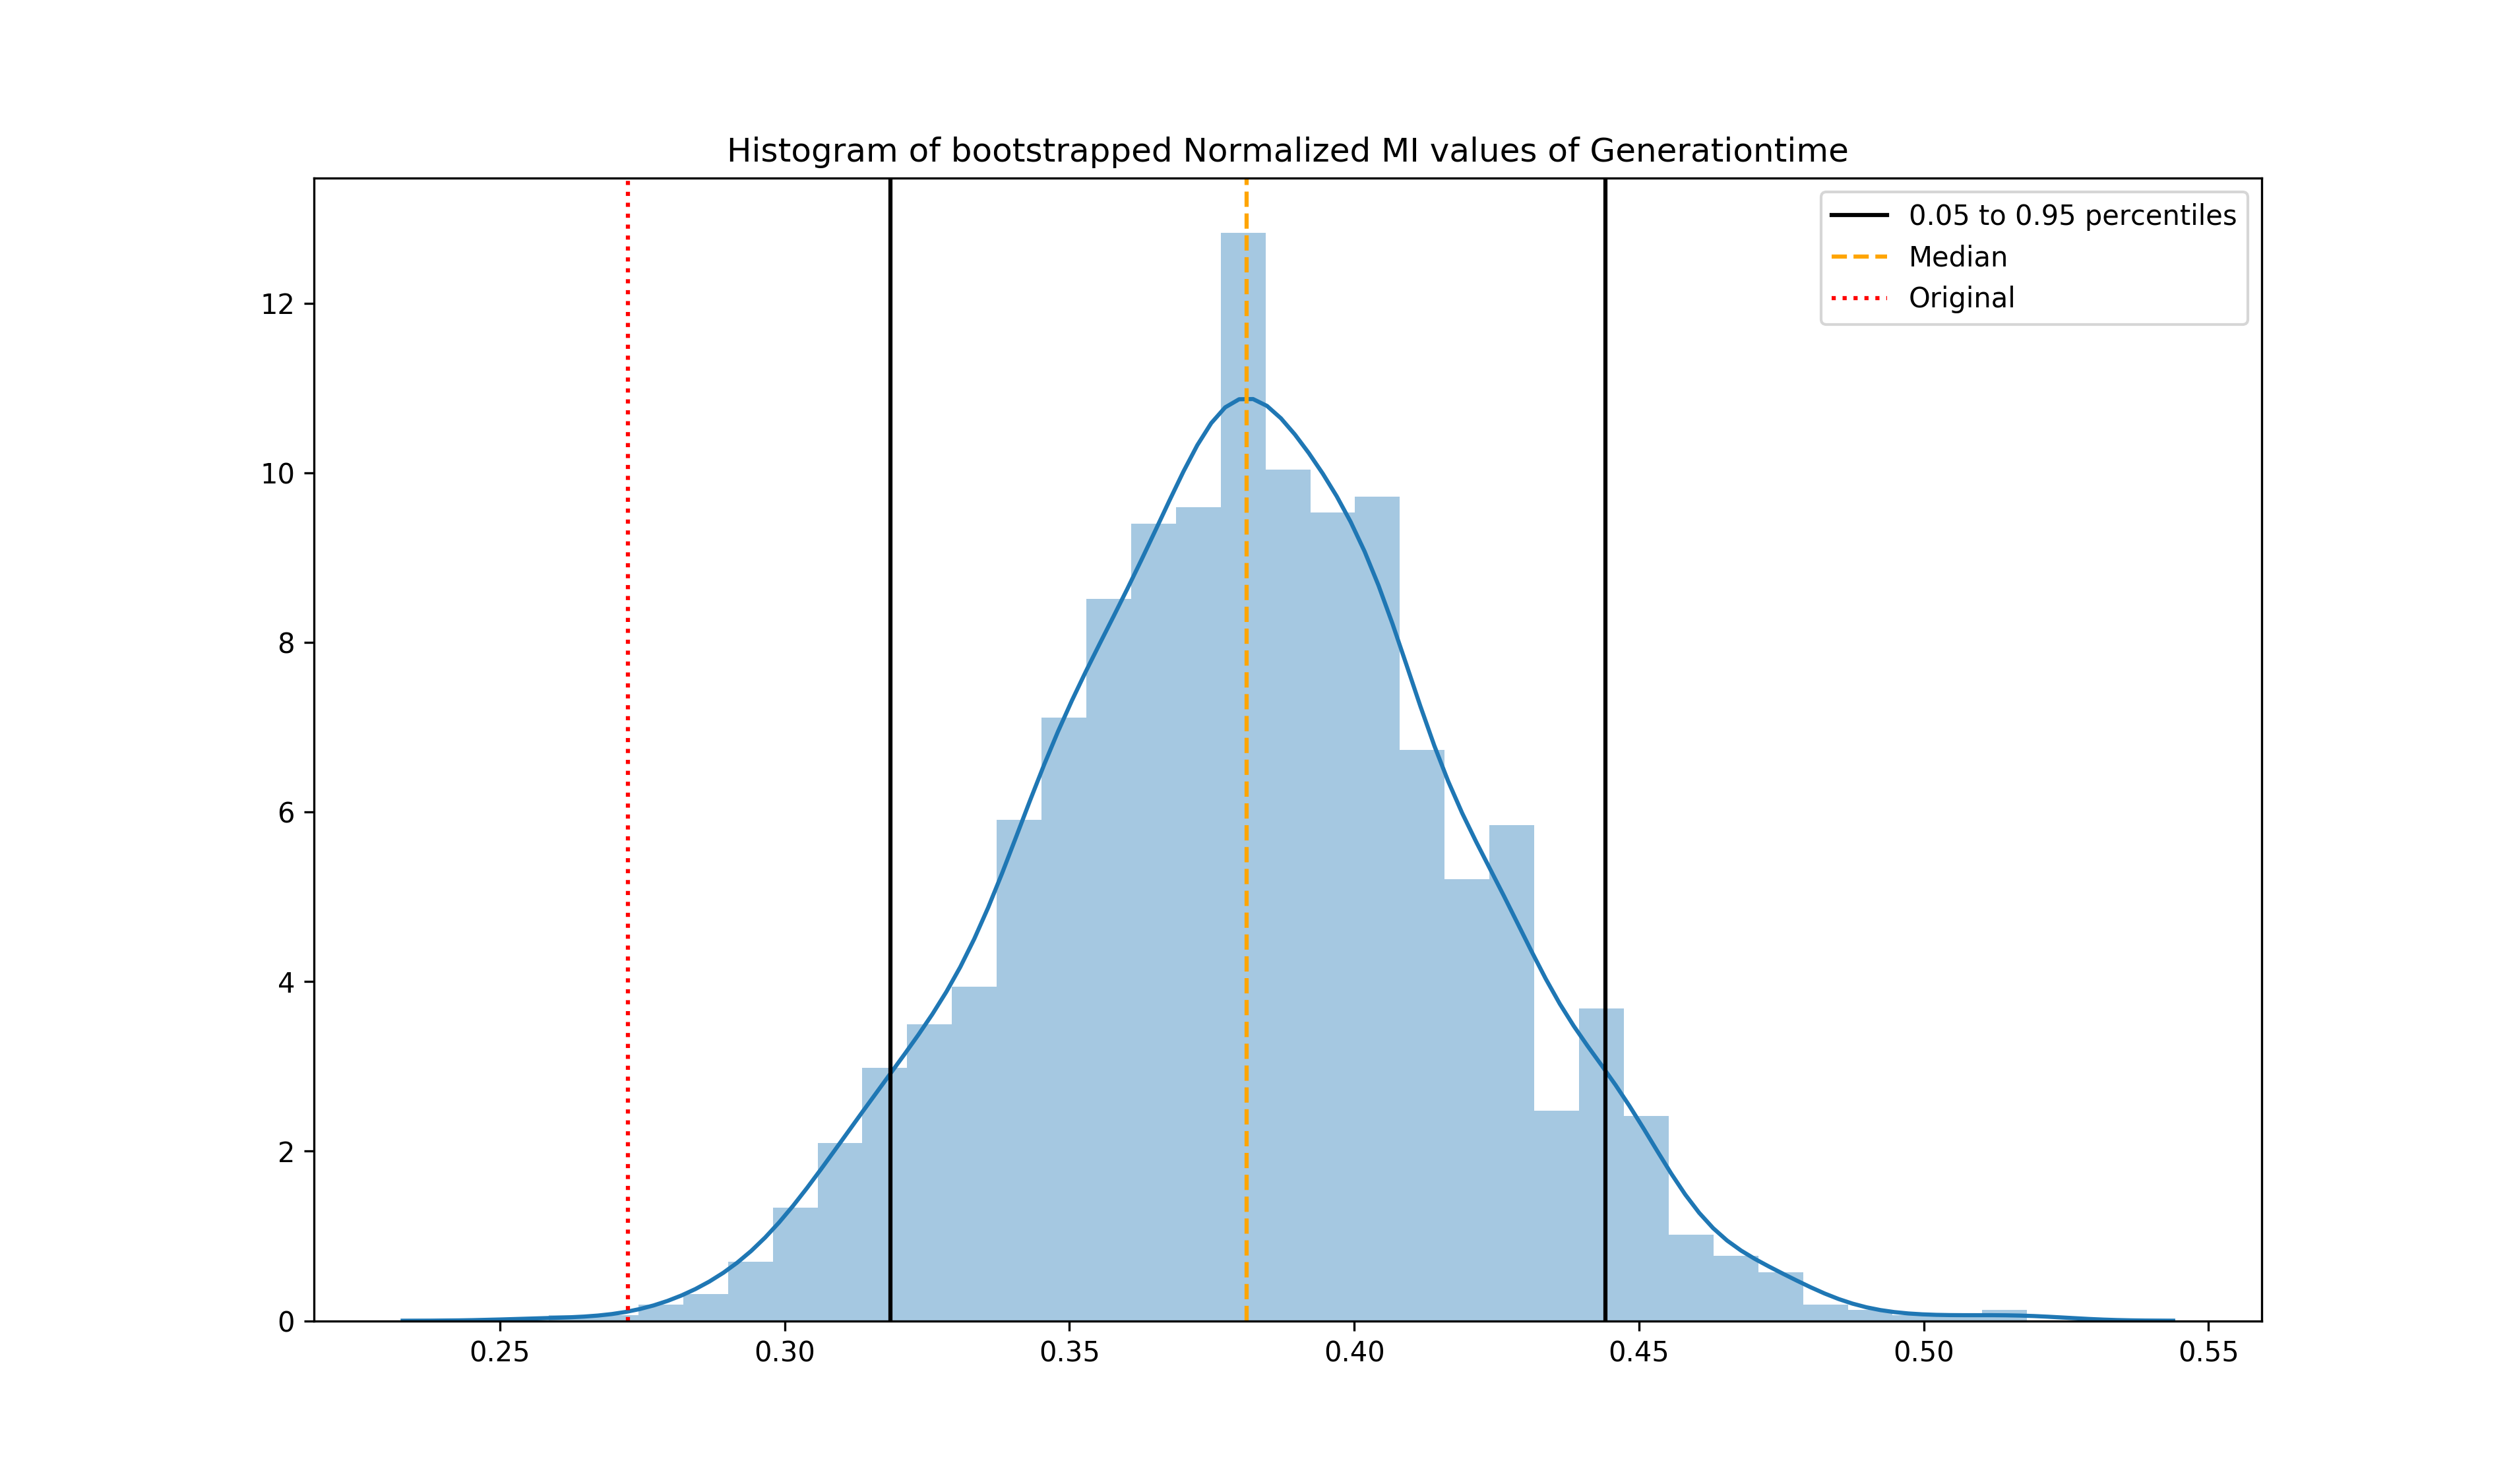 Histogram of bootstrapped Normalized MI values of Generationtime
0.05 to 0.95 percentiles
Median
Original
12
10
8
6
4
2
0
0.25 0.30 0.35 0.40 0.45 0.50 0.55